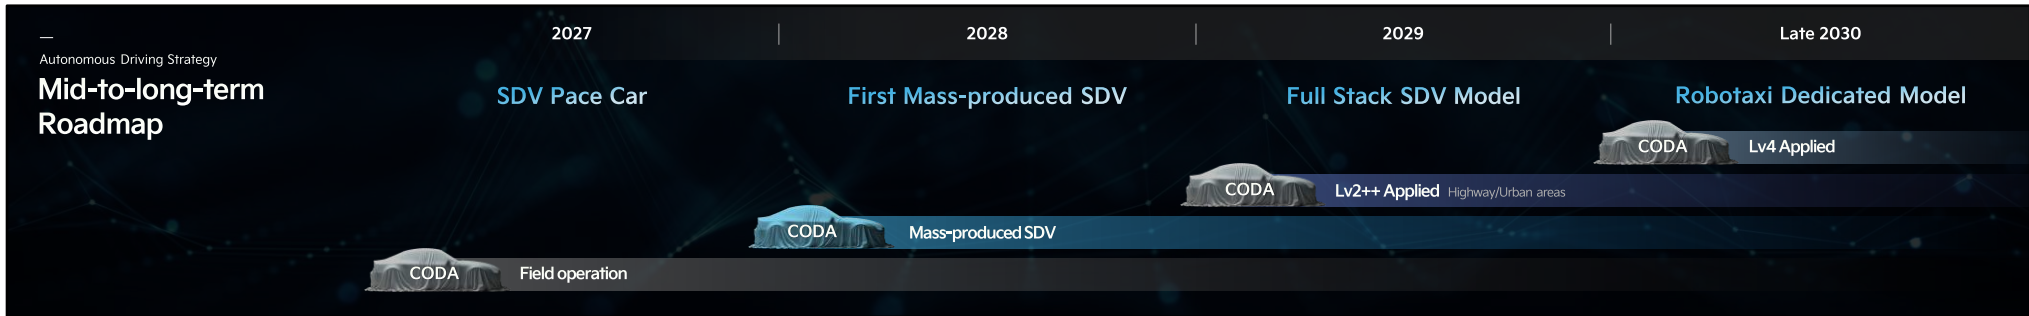 Autonomous Driving Strategy
Mid-to-long-term
Roadmap
2027
2028
2029
Late 2030
SDV Pace Car
First Mass-produced SDV
Full Stack SDV Model
Robotaxi Dedicated Model
CODA
Lv4 Applied
CODA
Lv2++ Applied Highway/Urban areas
CODA
Mass-produced SDV
CODA
Field operation